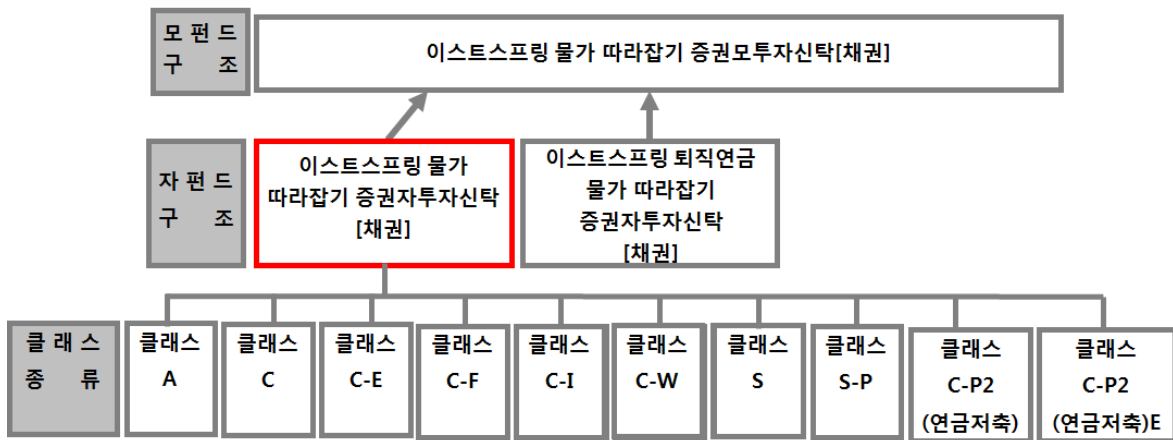 모 펀 드
구 조
이스트스프링 물가 따라잡기 증권모투자신탁[채권]
자 펀 드
구 조
이스트스프링 물가
따라잡기 증권자투자신탁
[채권]
이스트스프링 퇴직연금
물가 따라잡기
증권자투자신탁
[채권]
클 래 스
종 류
클래스
A
클래스
C
클래스
C-E
클래스
C-F
클래스
C-I
클래스
C-W
클래스
S
클래스
S-P
클래스
C-P2
(연금저축)
클래스
C-P2
(연금저축)E